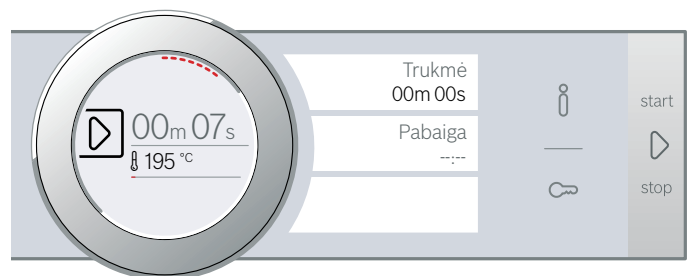 00m 07s
195 °C
Trukmė
00m 00s
Pabaiga
--:--
start
stop